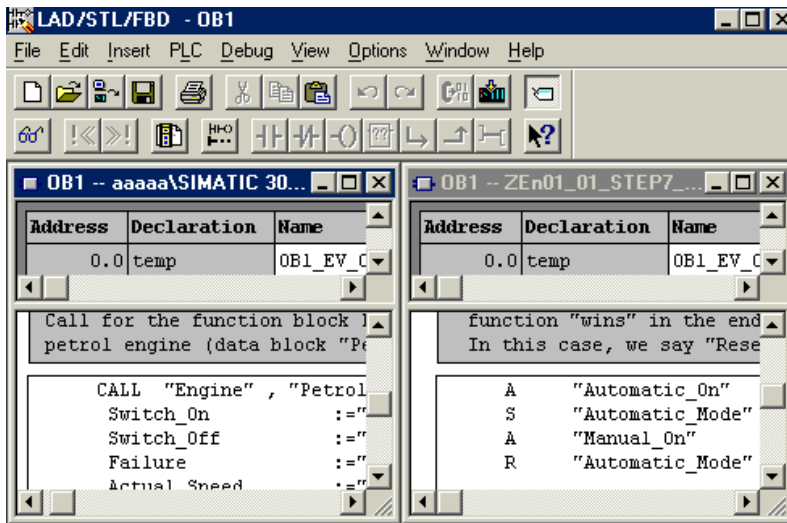 LAD/STL/FBD - OB1
File Edit Insert PLC Debug View Options Window Help
OB1 -- aaaaa\SIMATIC 30...
Address Declaration Name
0.0 temp OB1_EV_
Call for the function block
petrol engine (data block "P
CALL "Engine" , "Petrol
Switch_On :="
Switch_Off :="
Failure :="
Actual_Speed :="
OB1 -- ZEn01_01_STEP7_...
Address Declaration Name
0.0 temp OB1_EV_
function "wins" in the end
In this case, we say "Rese
A "Automatic_On"
S "Automatic_Mode"
A "Manual_On"
R "Automatic_Mode"